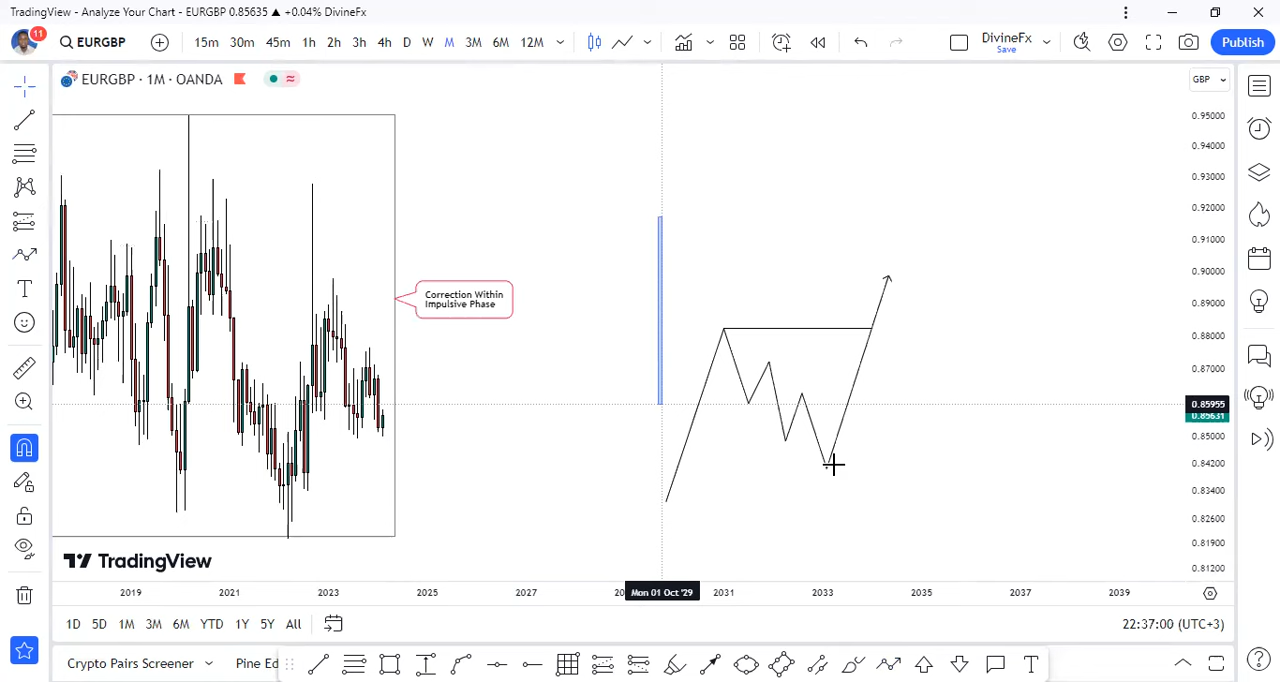 TradingView - Analyze Your Chart - EURGBP 0.85635 ▲ +0.04% DivineFx
11
EURGBP
15m 30m 45m 1h 2h 3h 4h D W M 3M 6M 12M
DivineFx
Save
Publish
EURGBP · 1M · OANDA
GBP
0.95000
0.94000
0.93000
0.92000
0.91000
0.90000
0.89000
0.88000
0.87000
0.85955
0.85631
0.85000
0.84200
0.83400
0.82600
0.81900
0.81200
Correction Within
Impulsive Phase
TradingView
2019 2021 2023 2025 2027 20 Mon 01 Oct '29 2031 2033 2035 2037 2039
1D 5D 1M 3M 6M YTD 1Y 5Y All
22:37:00 (UTC+3)
Crypto Pairs Screener Pine Ed